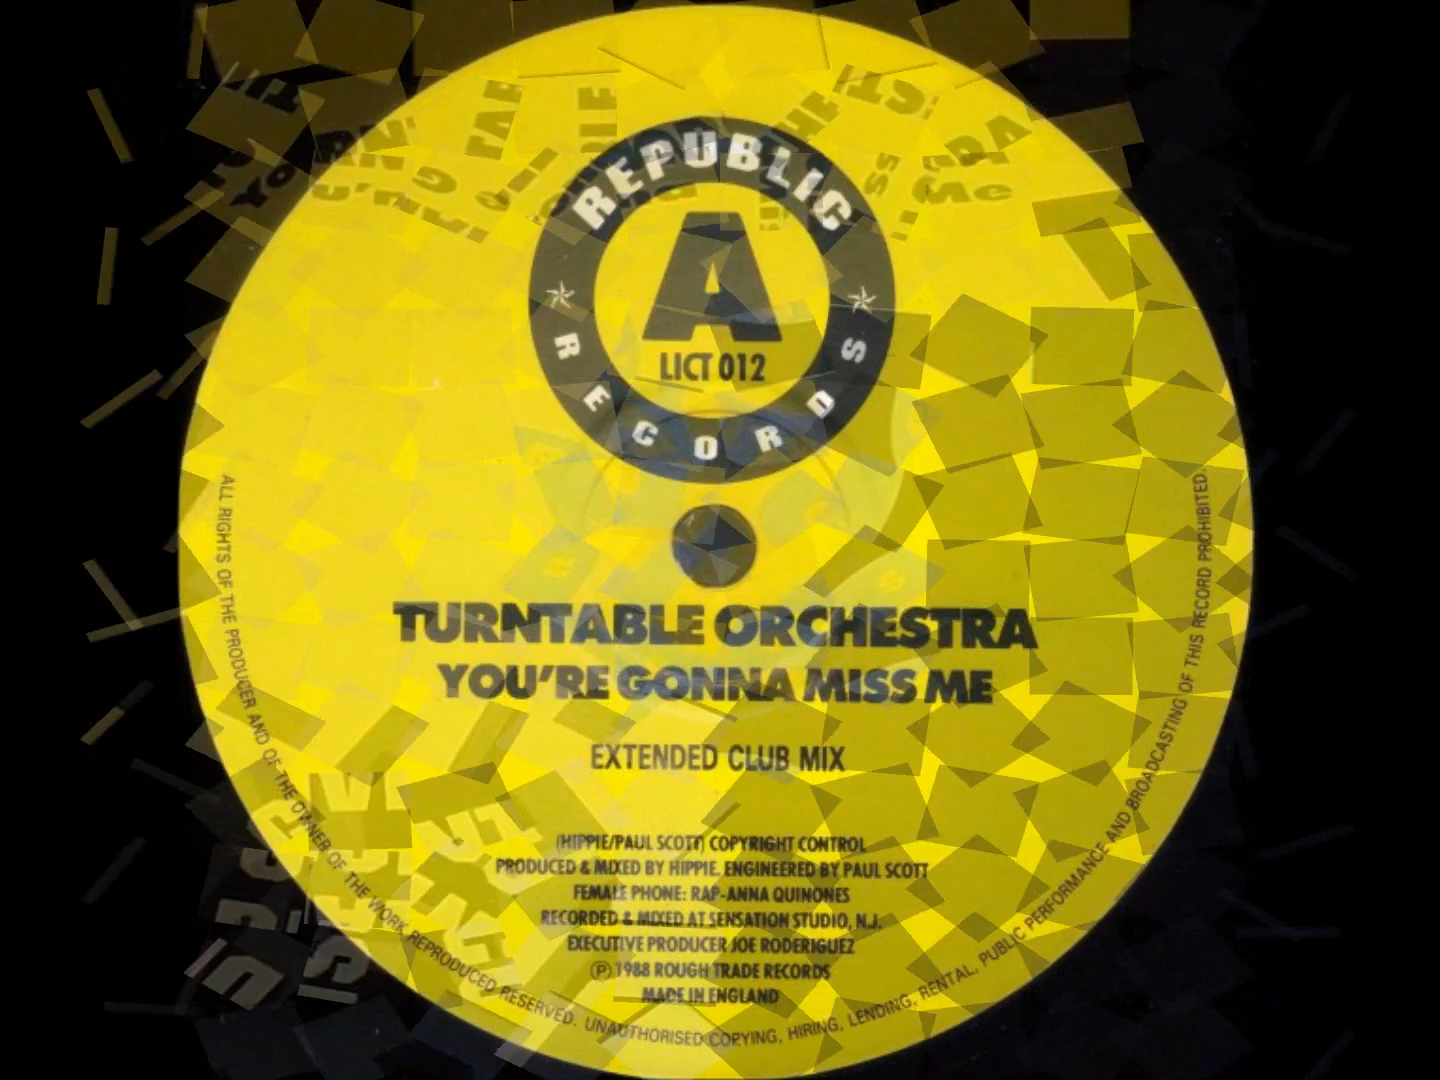 REPUBLIC
A
LICT 012
RECORDS
TURNTABLE ORCHESTRA
YOU'RE GONNA MISS ME
EXTENDED CLUB MIX
(HIPPIE/PAUL SCOTT) COPYRIGHT CONTROL
PRODUCED & MIXED BY HIPPIE. ENGINEERED BY PAUL SCOTT
FEMALE PHONE: RAP-ANNA QUINONES
RECORDED & MIXED AT SENSATION STUDIO, N.J.
EXECUTIVE PRODUCER JOE RODERIGUEZ
Ⓟ 1988 ROUGH TRADE RECORDS
MADE IN ENGLAND
ALL RIGHTS OF THE PRODUCER AND OF THE OWNER OF THE WORK REPRODUCED RESERVED. UNAUTHORISED COPYING, HIRING, LENDING, RENTAL, PUBLIC PERFORMANCE AND BROADCASTING OF THIS RECORD PROHIBITED.